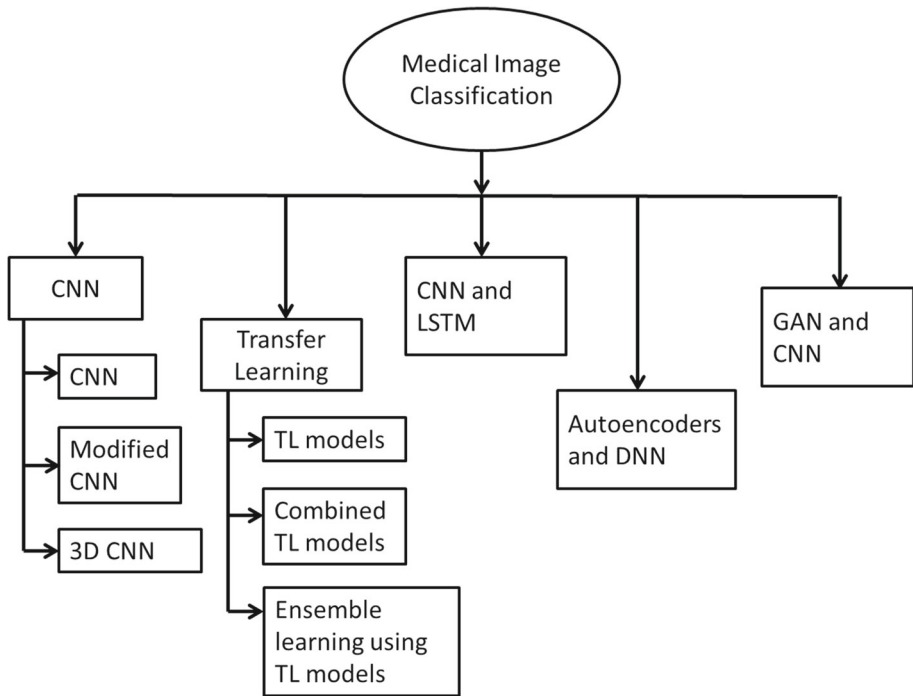 Medical Image
Classification
CNN
CNN
Modified
CNN
3D CNN
Transfer
Learning
TL models
Combined
TL models
Ensemble
learning using
TL models
CNN and
LSTM
Autoencoders
and DNN
GAN and
CNN